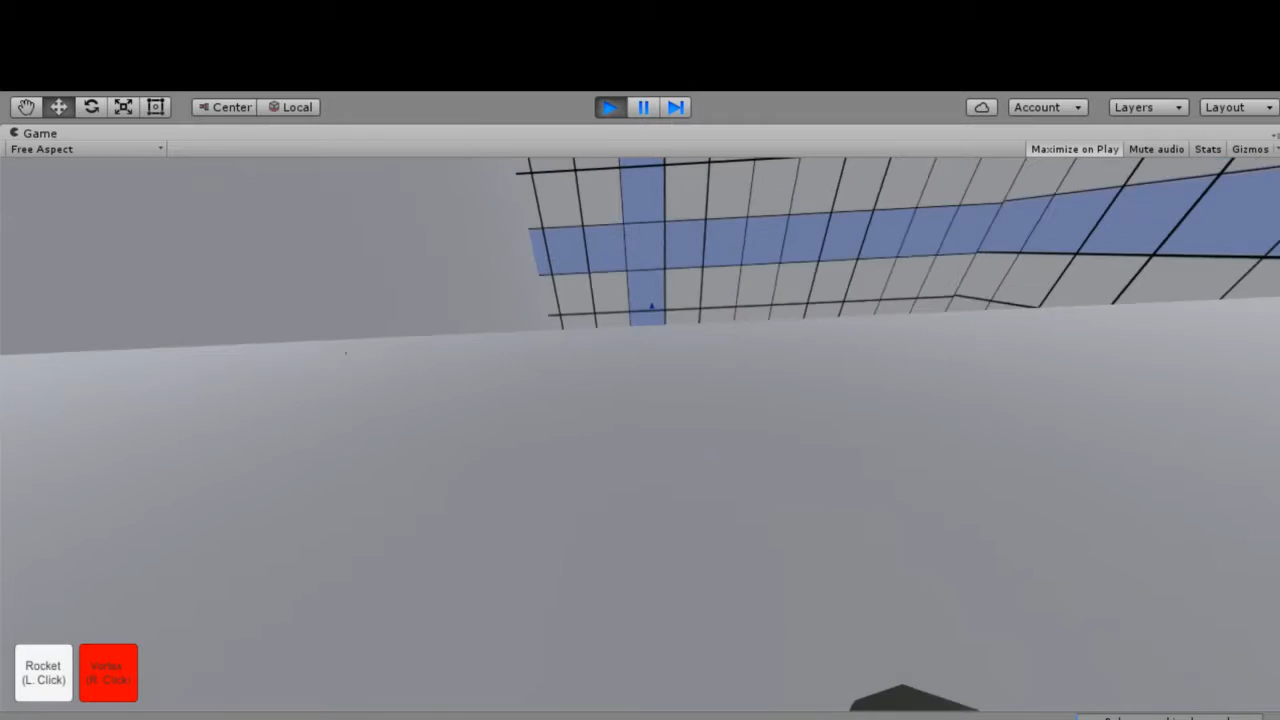 Center Local Account Layers Layout
Game
Free Aspect Maximize on Play Mute audio Stats Gizmos
Rocket Vortex
(L. Click) (R. Click)